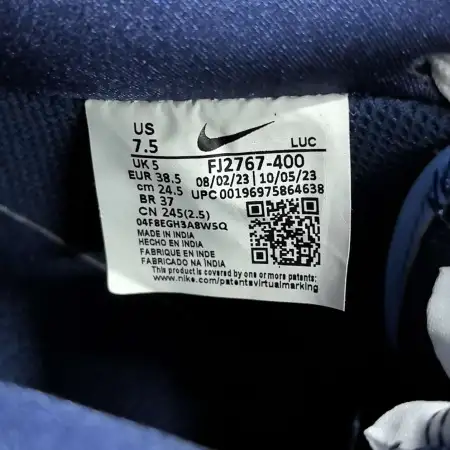 US
7.5
LUC
UK 5
FJ2767-400
EUR 38.5
08/02/23 | 10/05/23
cm 24.5
UPC 00196975864638
BR 37
CN 245(2.5)
04F8EGH3A8W5Q
MADE IN INDIA
HECHO EN INDIA
FABRIQUE EN INDE
FABRICADO NA ÍNDIA
This product is covered by one or more patents:
www.nike.com/patentsvirtualmarking